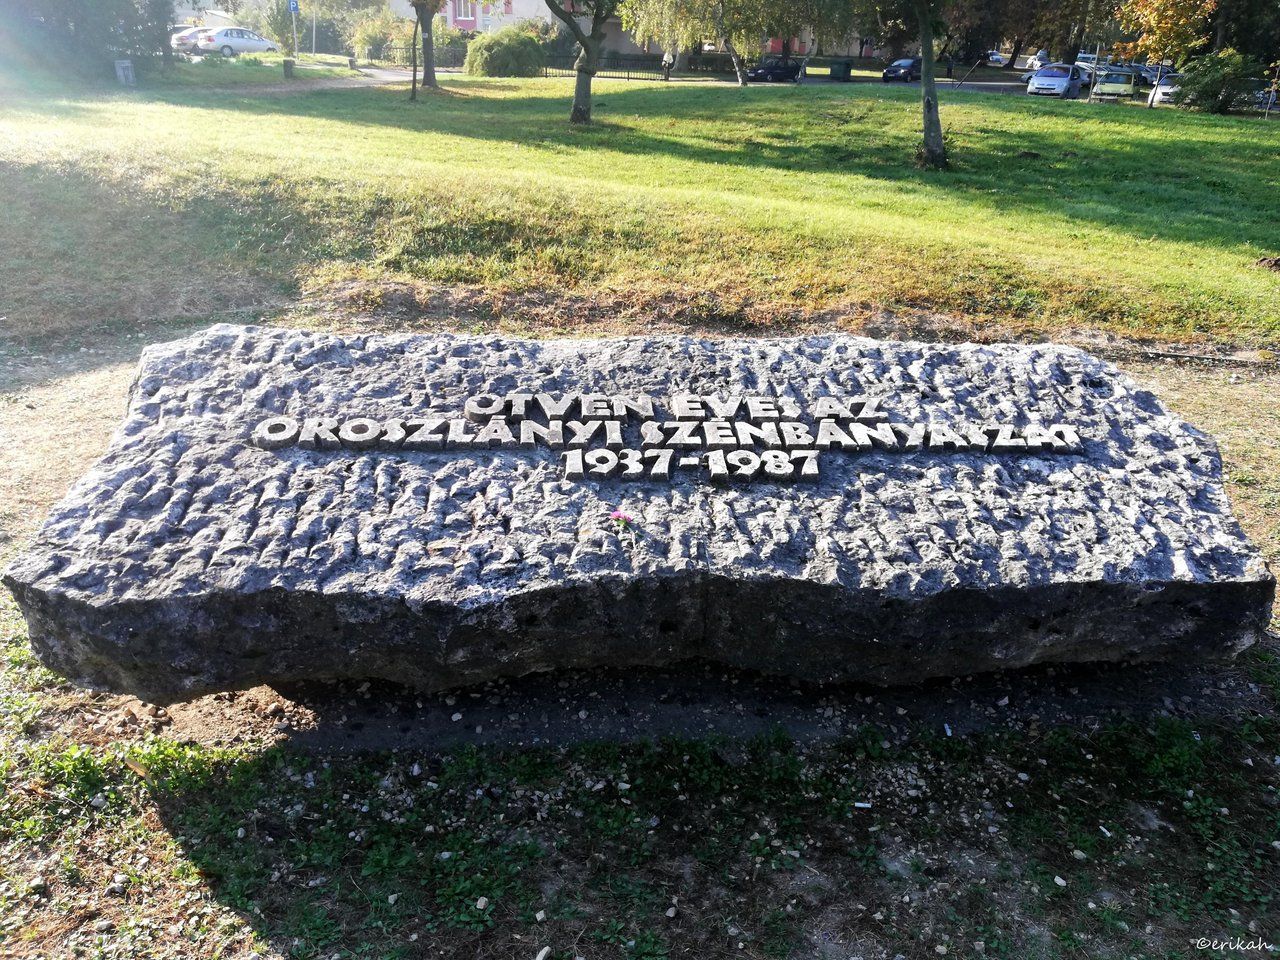 ÖTVEN ÉVES AZ
OROSZLÁNYI SZÉNBÁNYÁSZAT
1937-1987
P
©erikah